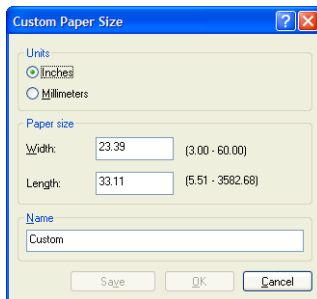 Custom Paper Size
Units
Inches
Millimeters
Paper size
Width: 23.39 (3.00 - 60.00)
Length: 33.11 (5.51 - 3582.68)
Name
Custom
Save OK Cancel